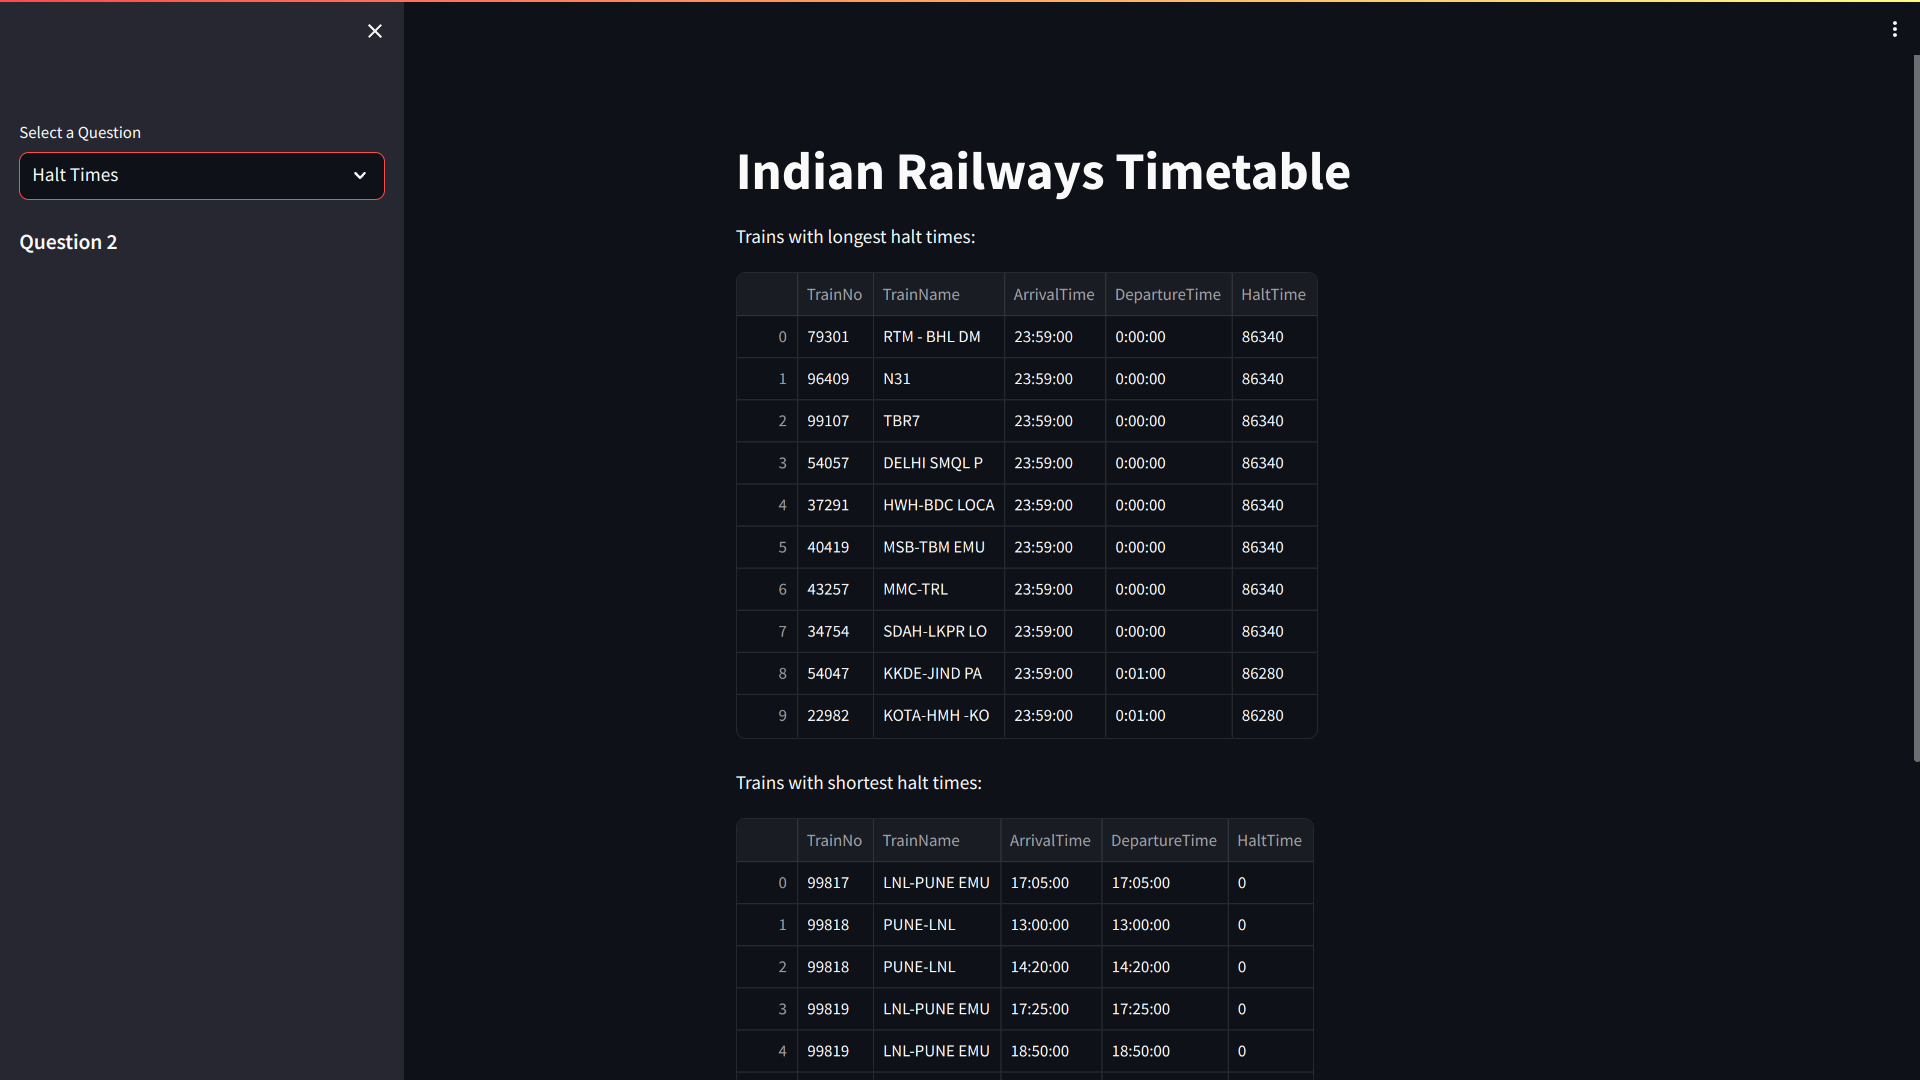 Select a Question
Halt Times
Question 2
Indian Railways Timetable
Trains with longest halt times:
TrainNo TrainName ArrivalTime DepartureTime HaltTime
0 79301 RTM - BHL DM 23:59:00 0:00:00 86340
1 96409 N31 23:59:00 0:00:00 86340
2 99107 TBR7 23:59:00 0:00:00 86340
3 54057 DELHI SMQL P 23:59:00 0:00:00 86340
4 37291 HWH-BDC LOCA 23:59:00 0:00:00 86340
5 40419 MSB-TBM EMU 23:59:00 0:00:00 86340
6 43257 MMC-TRL 23:59:00 0:00:00 86340
7 34754 SDAH-LKPR LO 23:59:00 0:00:00 86340
8 54047 KKDE-JIND PA 23:59:00 0:01:00 86280
9 22982 KOTA-HMH -KO 23:59:00 0:01:00 86280
Trains with shortest halt times:
TrainNo TrainName ArrivalTime DepartureTime HaltTime
0 99817 LNL-PUNE EMU 17:05:00 17:05:00 0
1 99818 PUNE-LNL 13:00:00 13:00:00 0
2 99818 PUNE-LNL 14:20:00 14:20:00 0
3 99819 LNL-PUNE EMU 17:25:00 17:25:00 0
4 99819 LNL-PUNE EMU 18:50:00 18:50:00 0